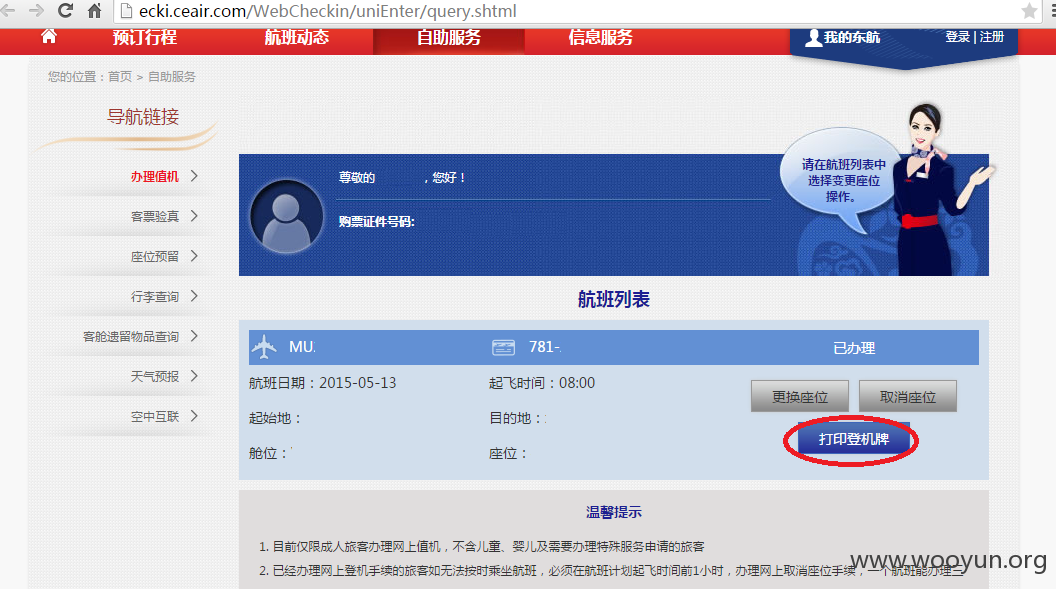 ecki.ceair.com/WebCheckin/uniEnter/query.shtml
预订行程 航班动态 自助服务 信息服务 我的东航 登录 | 注册
您的位置：首页 > 自助服务
导航链接
办理值机
客票验真
座位预留
行李查询
客舱遗留物品查询
天气预报
空中互联
尊敬的 ，您好！
购票证件号码:
请在航班列表中
选择变更座位
操作。
航班列表
MU. 781-. 已办理
航班日期：2015-05-13 起飞时间：08:00
更换座位 取消座位
起始地： 目的地：
打印登机牌
舱位： 座位：
温馨提示
1. 目前仅限成人旅客办理网上值机，不含儿童、婴儿及需要办理特殊服务申请的旅客
2. 已经办理网上登机手续的旅客如无法按时乘坐航班，必须在航班计划起飞时间前1小时，办理网上取消座位手续，一个航班能办理三
www.wooyun.org